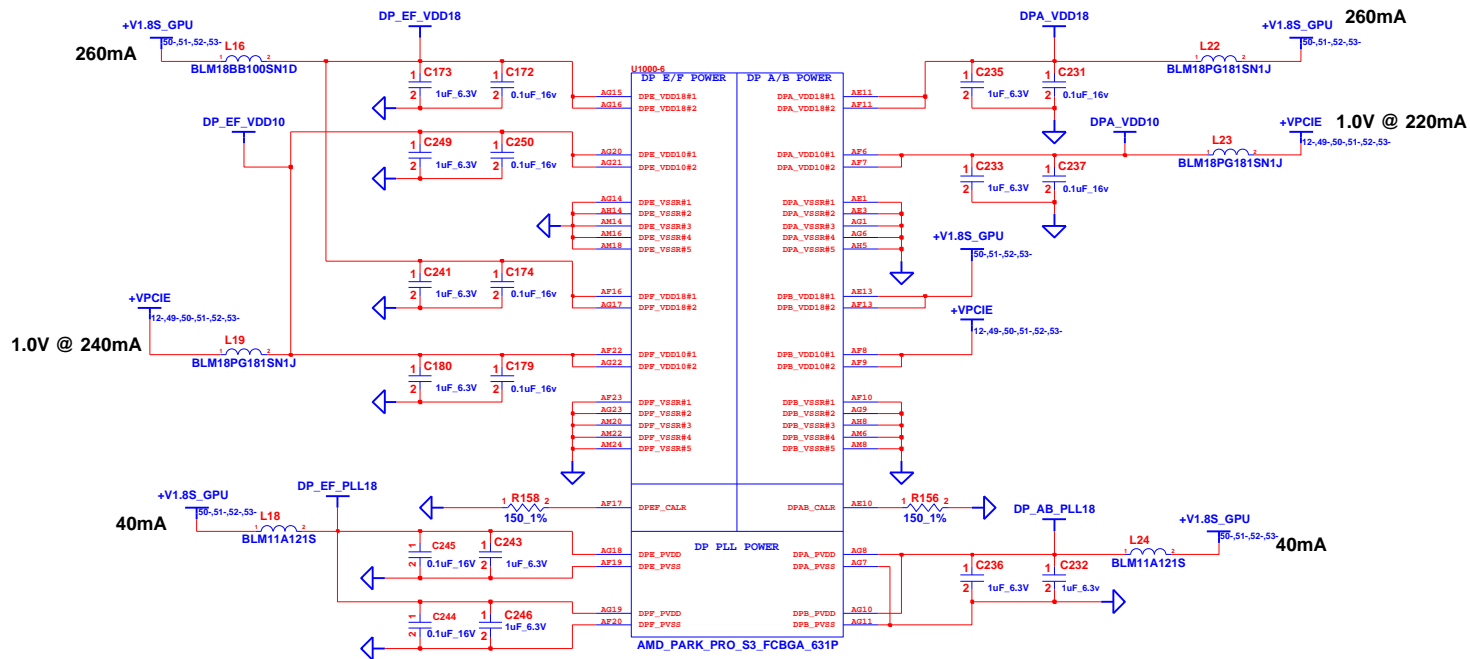 DP_EF_VDD18
+V1.8S_GPU
50-,51-,52-,53-
260mA
L16
1 2
BLM18BB100SN1D
C173
1
2
1uF_6.3V
C172
1
2
0.1uF_16v
DP_EF_VDD10
C249
1
2
1uF_6.3V
C250
1
2
0.1uF_16v
C241
1
2
1uF_6.3V
C174
1
2
0.1uF_16v
+VPCIE
12-,49-,50-,51-,52-,53-
1.0V @ 240mA
L19
1 2
BLM18PG181SN1J
C180
1
2
1uF_6.3V
C179
1
2
0.1uF_16v
DP_EF_PLL18
+V1.8S_GPU
50-,51-,52-,53-
40mA
L18
1 2
BLM11A121S
R158
1 2
150_1%
C245
1
2
0.1uF_16V
C243
1
2
1uF_6.3V
C244
1
2
0.1uF_16V
C246
1
2
1uF_6.3V
U1000-6
DP E/F POWER
DP A/B POWER
AG15 DPE_VDD18#1
AG16 DPE_VDD18#2
AG20 DPE_VDD10#1
AG21 DPE_VDD10#2
AG14 DPE_VSSR#1
AH14 DPE_VSSR#2
AM14 DPE_VSSR#3
AM16 DPE_VSSR#4
AM18 DPE_VSSR#5
AF16 DPF_VDD18#1
AG17 DPF_VDD18#2
AF22 DPF_VDD10#1
AG22 DPF_VDD10#2
AF23 DPF_VSSR#1
AG23 DPF_VSSR#2
AM20 DPF_VSSR#3
AM22 DPF_VSSR#4
AM24 DPF_VSSR#5
AF17 DPEF_CALR
DPA_VDD18#1 AE11
DPA_VDD18#2 AF11
DPA_VDD10#1 AF6
DPA_VDD10#2 AF7
DPA_VSSR#1 AE1
DPA_VSSR#2 AE3
DPA_VSSR#3 AG1
DPA_VSSR#4 AG6
DPA_VSSR#5 AH5
DPB_VDD18#1 AE13
DPB_VDD18#2 AF13
DPB_VDD10#1 AF8
DPB_VDD10#2 AF9
DPB_VSSR#1 AF10
DPB_VSSR#2 AG9
DPB_VSSR#3 AH8
DPB_VSSR#4 AM6
DPB_VSSR#5 AM8
DPAB_CALR AE10
DP PLL POWER
AG18 DPE_PVDD
AF19 DPE_PVSS
AG19 DPF_PVDD
AF20 DPF_PVSS
DPA_PVDD AG8
DPA_PVSS AG7
DPB_PVDD AG10
DPB_PVSS AG11
AMD_PARK_PRO_S3_FCBGA_631P
DPA_VDD18
260mA
+V1.8S_GPU
50-,51-,52-,53-
L22
1 2
BLM18PG181SN1J
C235
1
2
1uF_6.3V
C231
1
2
0.1uF_16v
DPA_VDD10
+VPCIE
12-,49-,50-,51-,52-,53-
1.0V @ 220mA
L23
1 2
BLM18PG181SN1J
C233
1
2
1uF_6.3V
C237
1
2
0.1uF_16v
+V1.8S_GPU
50-,51-,52-,53-
+VPCIE
12-,49-,50-,51-,52-,53-
R156
1 2
150_1%
DP_AB_PLL18
+V1.8S_GPU
50-,51-,52-,53-
40mA
L24
1 2
BLM11A121S
C236
1
2
1uF_6.3V
C232
1
2
1uF_6.3v